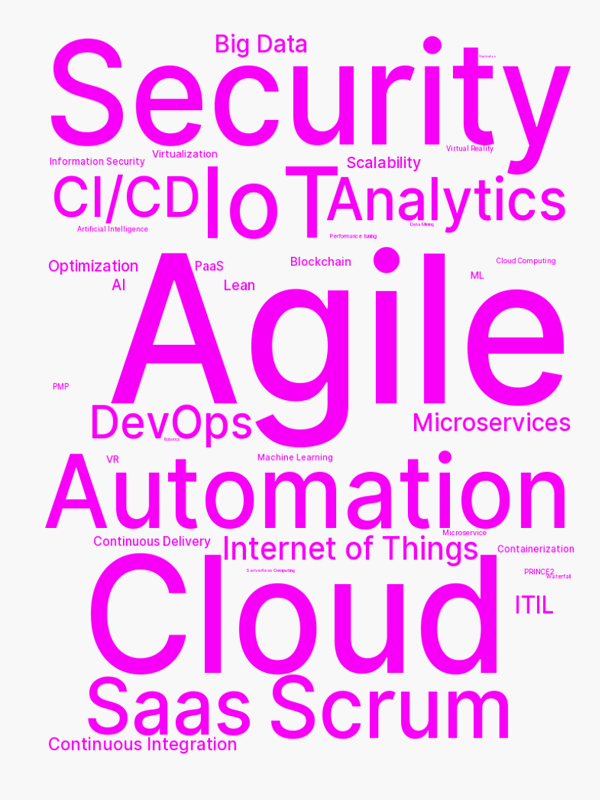 Big Data
Security
Virtual Reality
Virtualization
Information Security
Scalability
CI/CD
IoT
Analytics
Data Mining
Artificial Intelligence
Performance tuning
Agile
Optimization
PaaS
Blockchain
Cloud Computing
ML
AI
Lean
PMP
DevOps
Microservices
Robotics
Automation
VR
Machine Learning
Microservice
Continuous Delivery
Internet of Things
Containerization
Cloud
Serverless Computing
PRINCE2
Waterfall
ITIL
Saas
Scrum
Continuous Integration